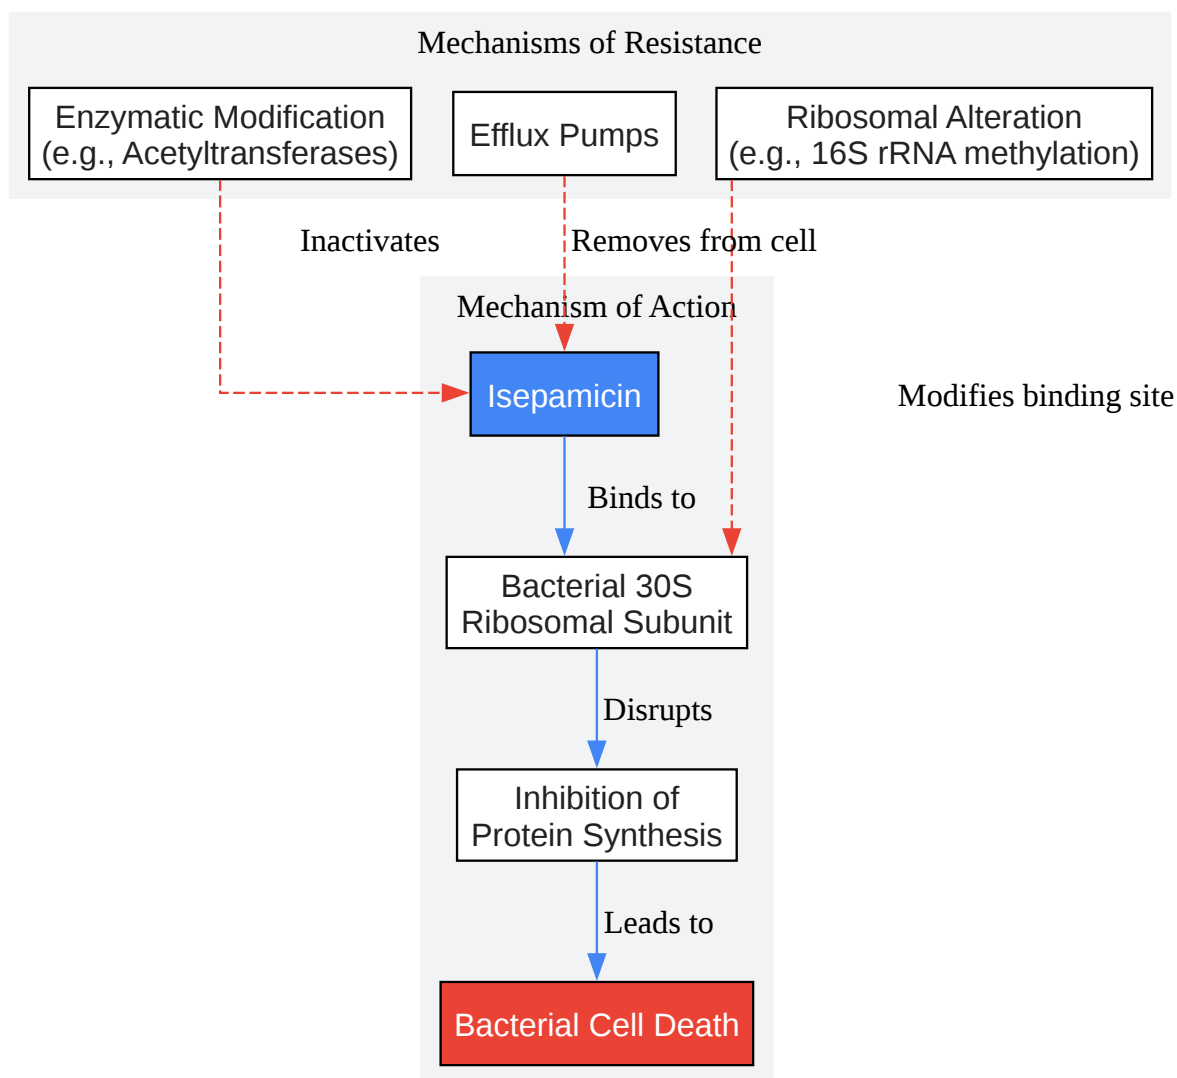 Mechanisms of Resistance
Enzymatic Modification
(e.g., Acetyltransferases)
Efflux Pumps
Ribosomal Alteration
(e.g., 16S rRNA methylation)
Inactivates
Removes from cell
Mechanism of Action
Isepamicin
Modifies binding site
Binds to
Bacterial 30S
Ribosomal Subunit
Disrupts
Inhibition of
Protein Synthesis
Leads to
Bacterial Cell Death